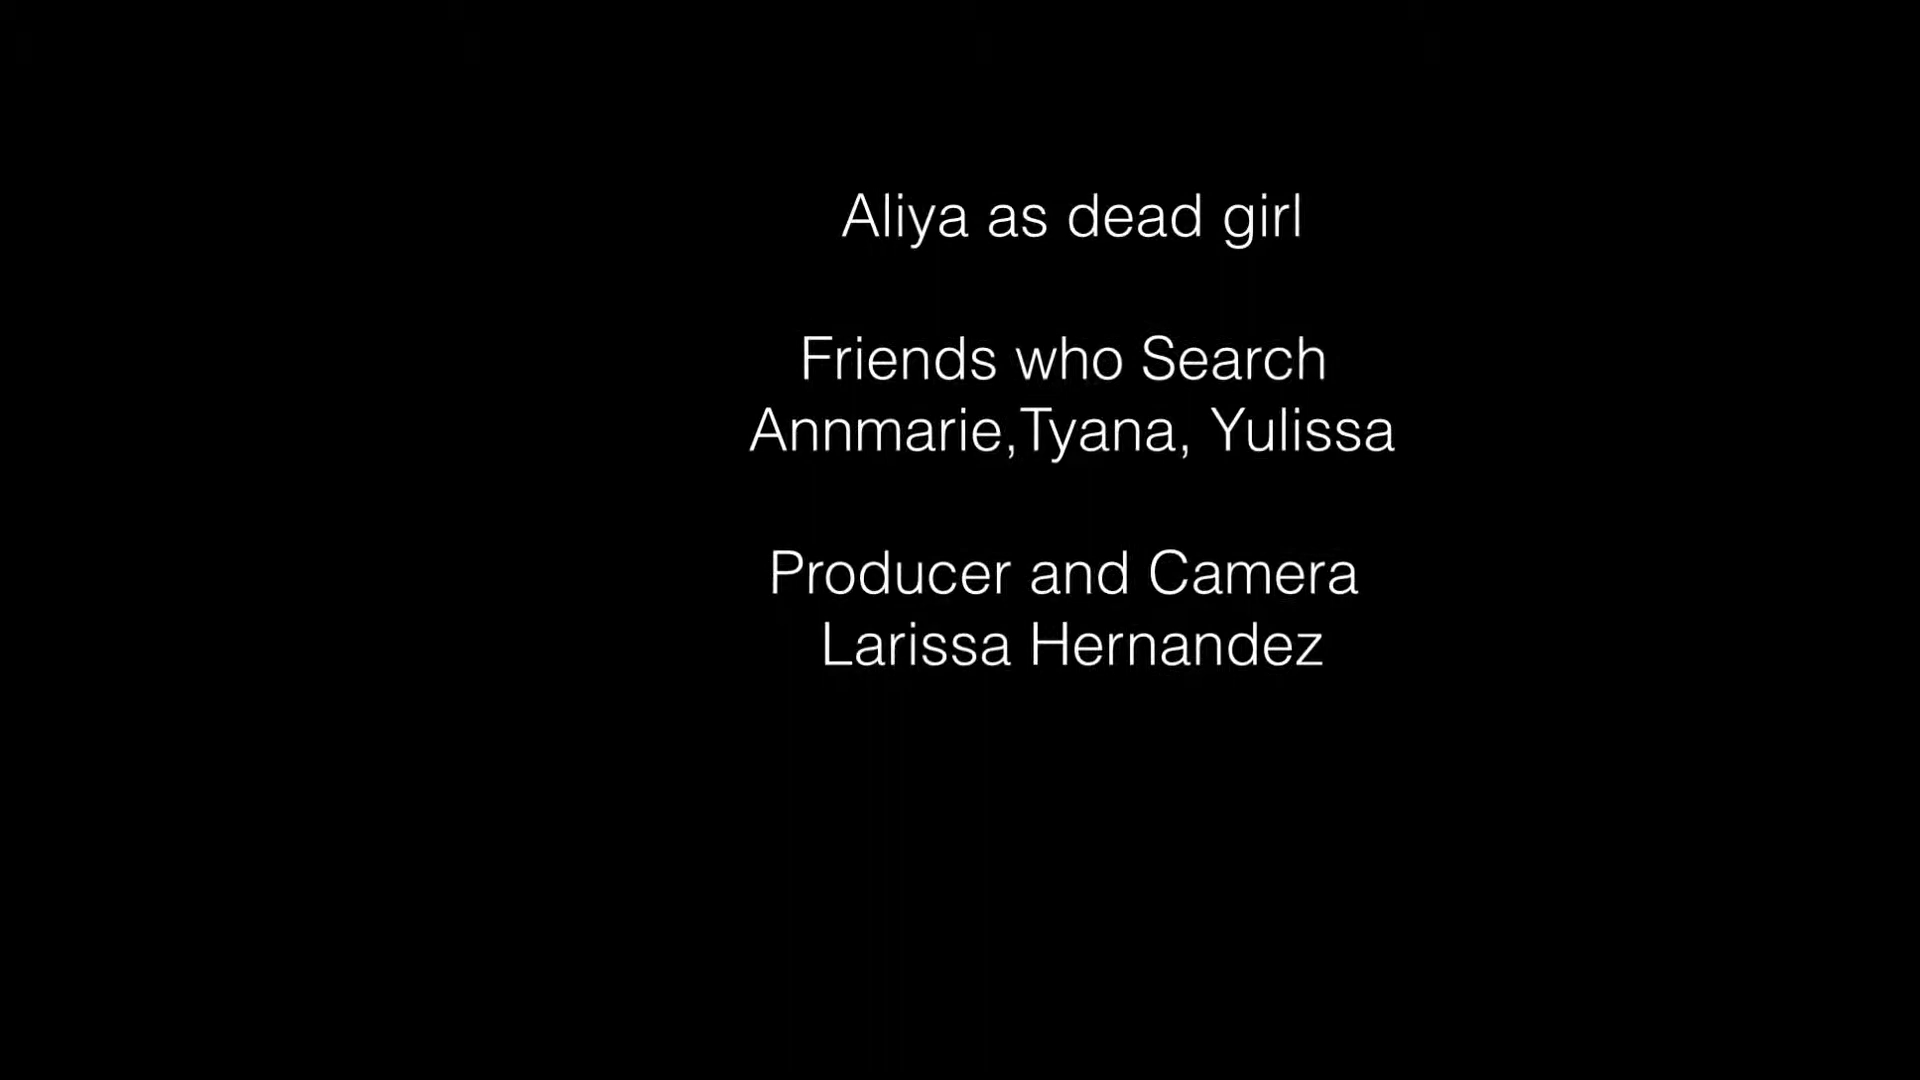 Aliya as dead girl
Friends who Search
Annmarie,Tyana, Yulissa
Producer and Camera
Larissa Hernandez